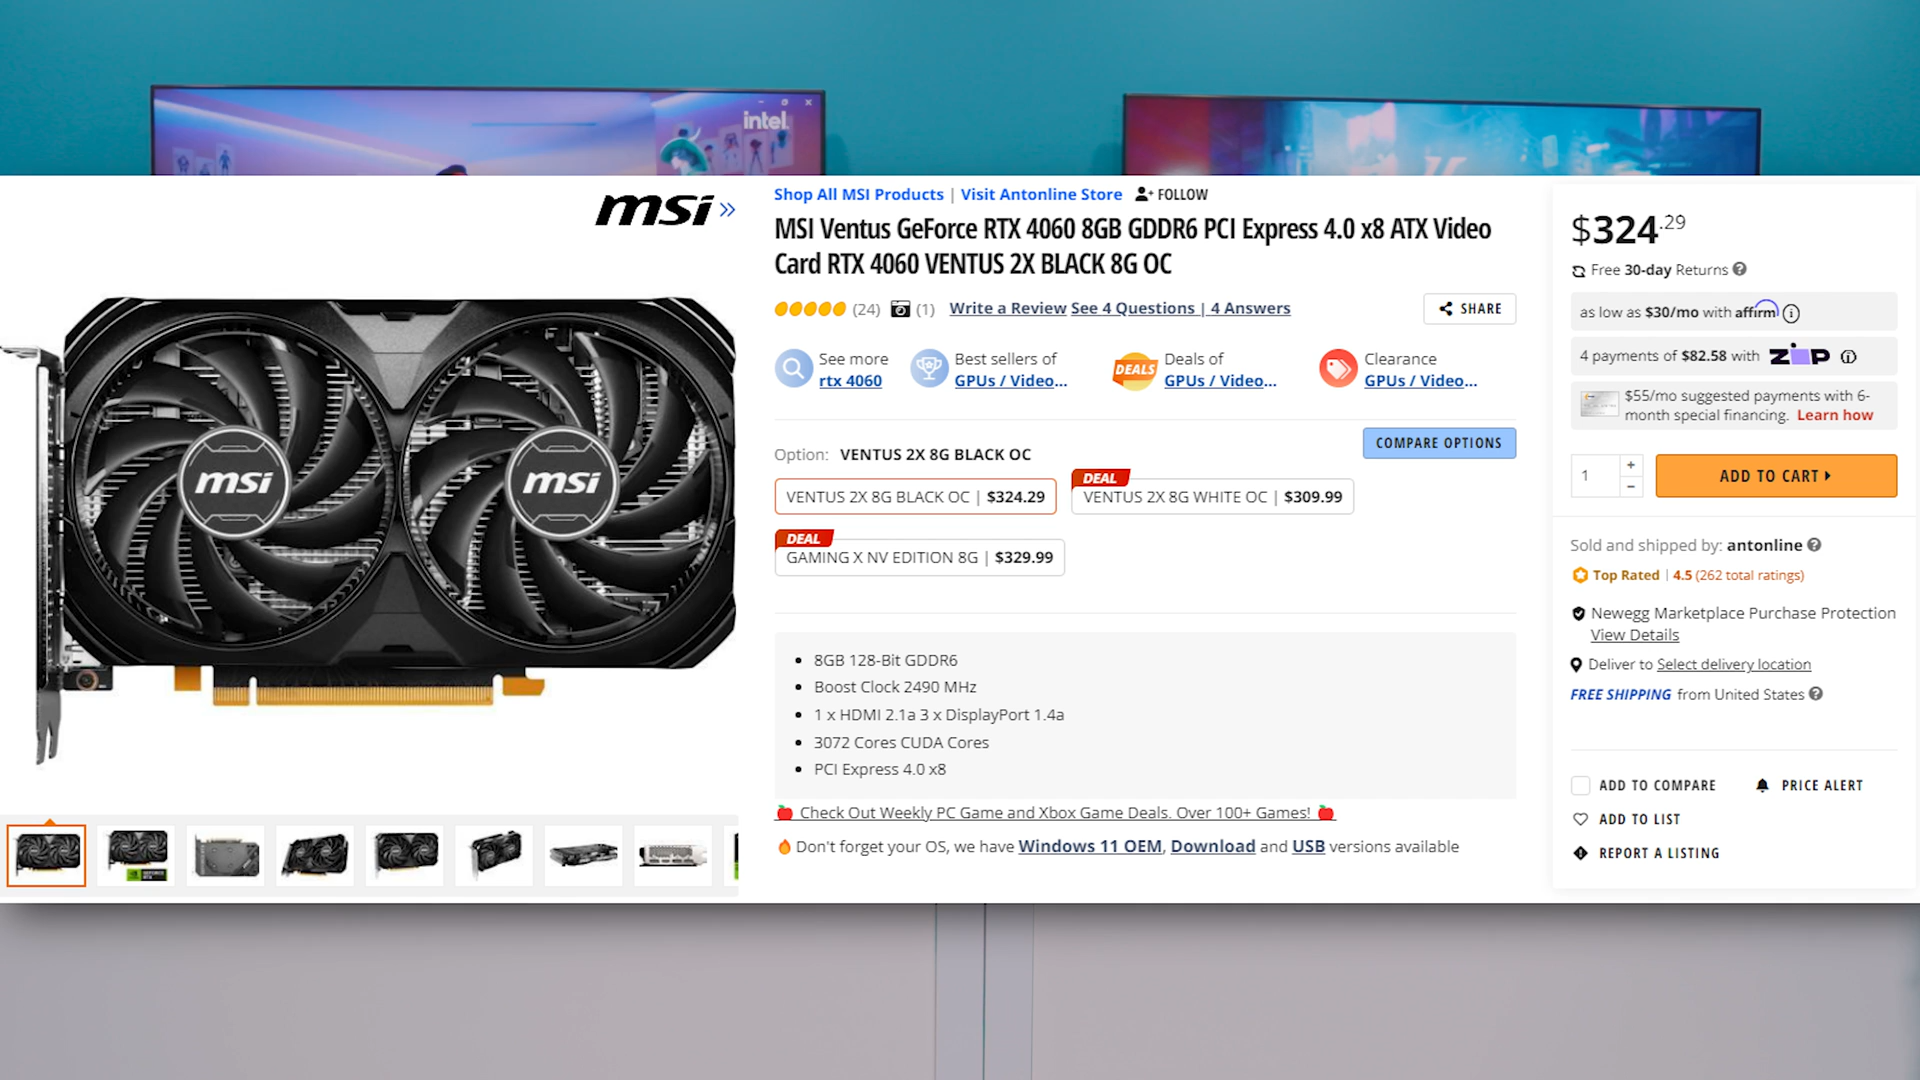 intel.
msi
Shop All MSI Products | Visit Antonline Store FOLLOW
MSI Ventus GeForce RTX 4060 8GB GDDR6 PCI Express 4.0 x8 ATX Video
Card RTX 4060 VENTUS 2X BLACK 8G OC
(24) (1) Write a Review See 4 Questions | 4 Answers
SHARE
See more
rtx 4060
Best sellers of
GPUs / Video...
DEALS
Deals of
GPUs / Video...
Clearance
GPUs / Video...
Option: VENTUS 2X 8G BLACK OC
COMPARE OPTIONS
VENTUS 2X 8G BLACK OC | $324.29
DEAL
VENTUS 2X 8G WHITE OC | $309.99
DEAL
GAMING X NV EDITION 8G | $329.99
msi
msi
• 8GB 128-Bit GDDR6
• Boost Clock 2490 MHz
• 1 x HDMI 2.1a 3 x DisplayPort 1.4a
• 3072 Cores CUDA Cores
• PCI Express 4.0 x8
Check Out Weekly PC Game and Xbox Game Deals. Over 100+ Games!
Don't forget your OS, we have Windows 11 OEM, Download and USB versions available
$324.29
Free 30-day Returns
as low as $30/mo with affirm
4 payments of $82.58 with ZIP
$55/mo suggested payments with 6-
month special financing. Learn how
1
+
−
ADD TO CART
Sold and shipped by: antonline
Top Rated | 4.5 (262 total ratings)
Newegg Marketplace Purchase Protection
View Details
Deliver to Select delivery location
FREE SHIPPING from United States
ADD TO COMPARE
PRICE ALERT
ADD TO LIST
REPORT A LISTING